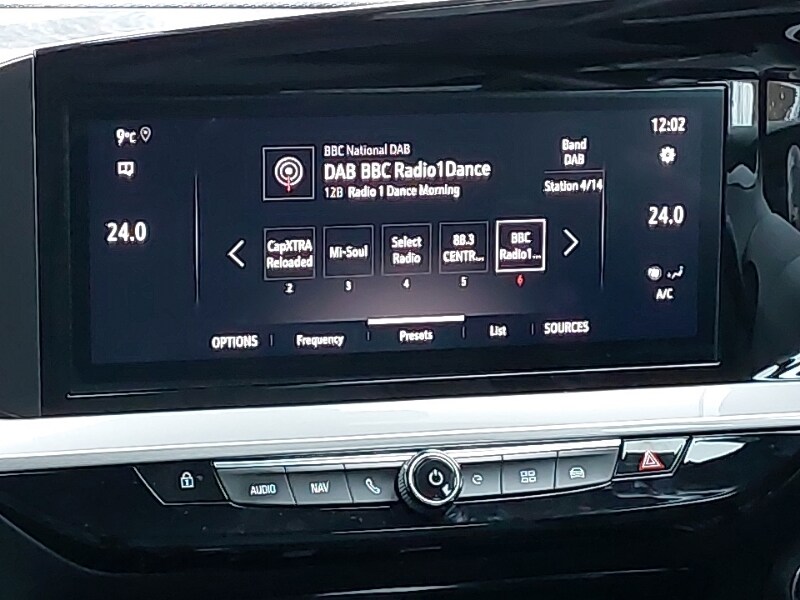 9°C
12:02
BBC National DAB
DAB BBC Radio1Dance
12B Radio 1 Dance Morning
Band
DAB
Station 4/14
24.0
24.0
CapXTRA
Reloaded
Mi-Soul
Select
Radio
88.3
CENTR...
BBC
Radio1...
2
3
4
5
6
A/C
OPTIONS
Frequency
Presets
List
SOURCES
AUDIO
NAV